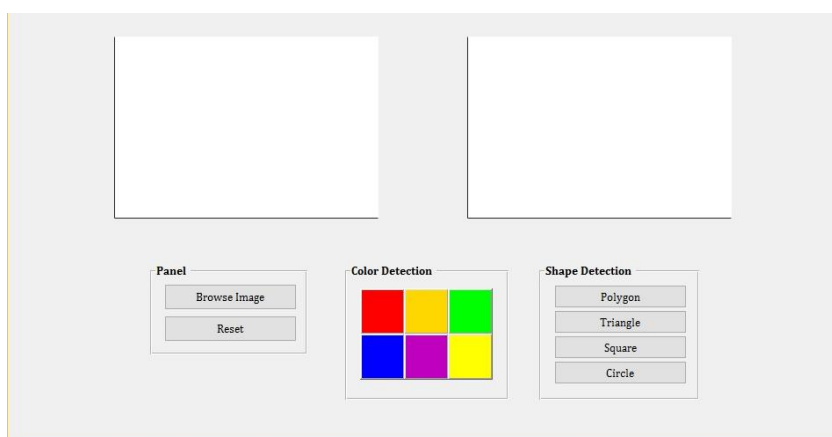 Panel
Browse Image
Reset
Color Detection
Shape Detection
Polygon
Triangle
Square
Circle